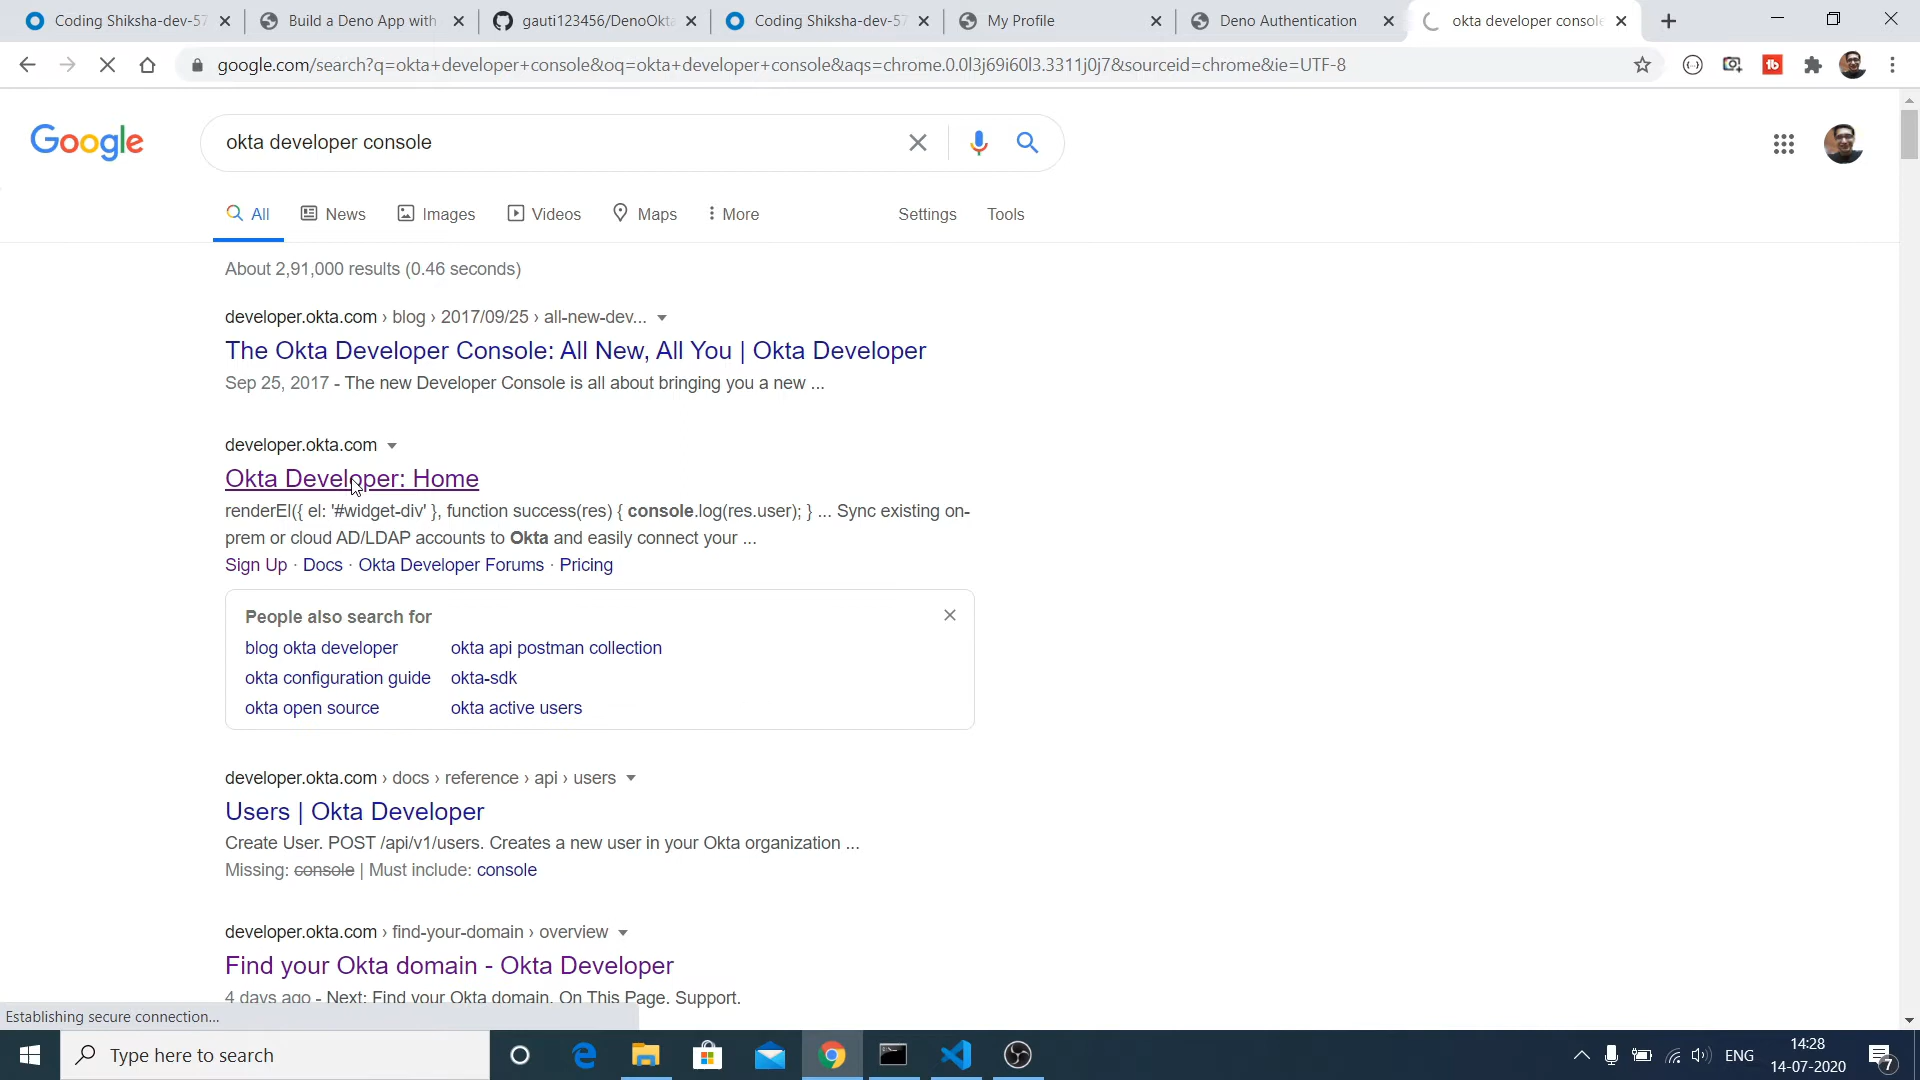 Coding Shiksha-dev-57
Build a Deno App with
gauti123456/DenoOkta
Coding Shiksha-dev-57
My Profile
Deno Authentication
okta developer console
google.com/search?q=okta+developer+console&oq=okta+developer+console&aqs=chrome.0.0l3j69i60l3.3311j0j7&sourceid=chrome&ie=UTF-8
Google
okta developer console
All
News
Images
Videos
Maps
More
Settings
Tools
About 2,91,000 results (0.46 seconds)
developer.okta.com › blog › 2017/09/25 › all-new-dev...
The Okta Developer Console: All New, All You | Okta Developer
Sep 25, 2017 - The new Developer Console is all about bringing you a new ...
developer.okta.com
Okta Developer: Home
renderEl({ el: '#widget-div' }, function success(res) { console.log(res.user); } ... Sync existing on-
prem or cloud AD/LDAP accounts to Okta and easily connect your ...
Sign Up · Docs · Okta Developer Forums · Pricing
People also search for
blog okta developer
okta api postman collection
okta configuration guide
okta-sdk
okta open source
okta active users
developer.okta.com › docs › reference › api › users
Users | Okta Developer
Create User. POST /api/v1/users. Creates a new user in your Okta organization ...
Missing: console | Must include: console
developer.okta.com › find-your-domain › overview
Find your Okta domain - Okta Developer
4 days ago - Next: Find your Okta domain. On This Page. Support.
Establishing secure connection...
Type here to search
ENG
14:28
14-07-2020
7